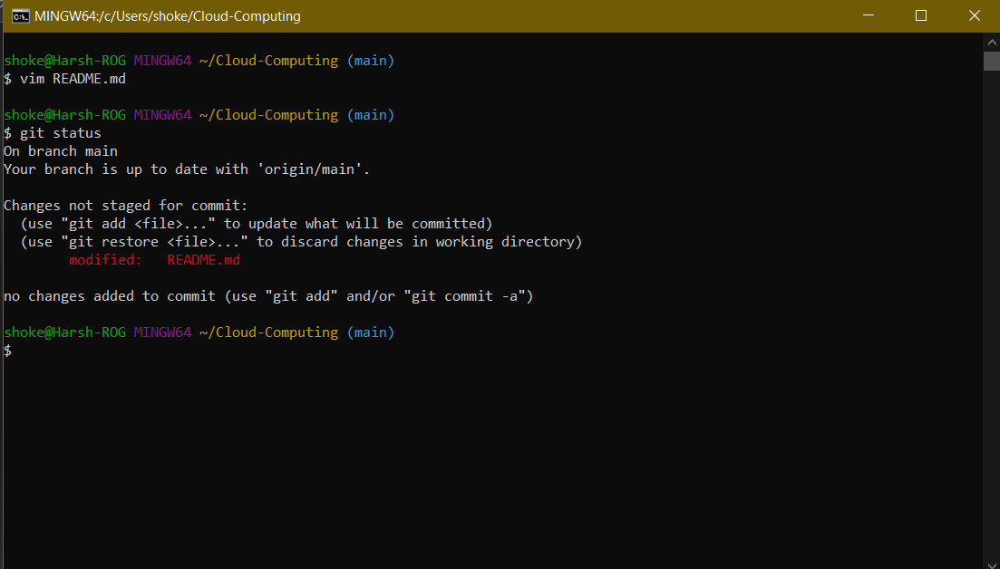 MINGW64:/c/Users/shoke/Cloud-Computing
shoke@Harsh-ROG MINGW64 ~/Cloud-Computing (main)
$ vim README.md
shoke@Harsh-ROG MINGW64 ~/Cloud-Computing (main)
$ git status
On branch main
Your branch is up to date with 'origin/main'.
Changes not staged for commit:
  (use "git add <file>..." to update what will be committed)
  (use "git restore <file>..." to discard changes in working directory)
        modified:   README.md
no changes added to commit (use "git add" and/or "git commit -a")
shoke@Harsh-ROG MINGW64 ~/Cloud-Computing (main)
$